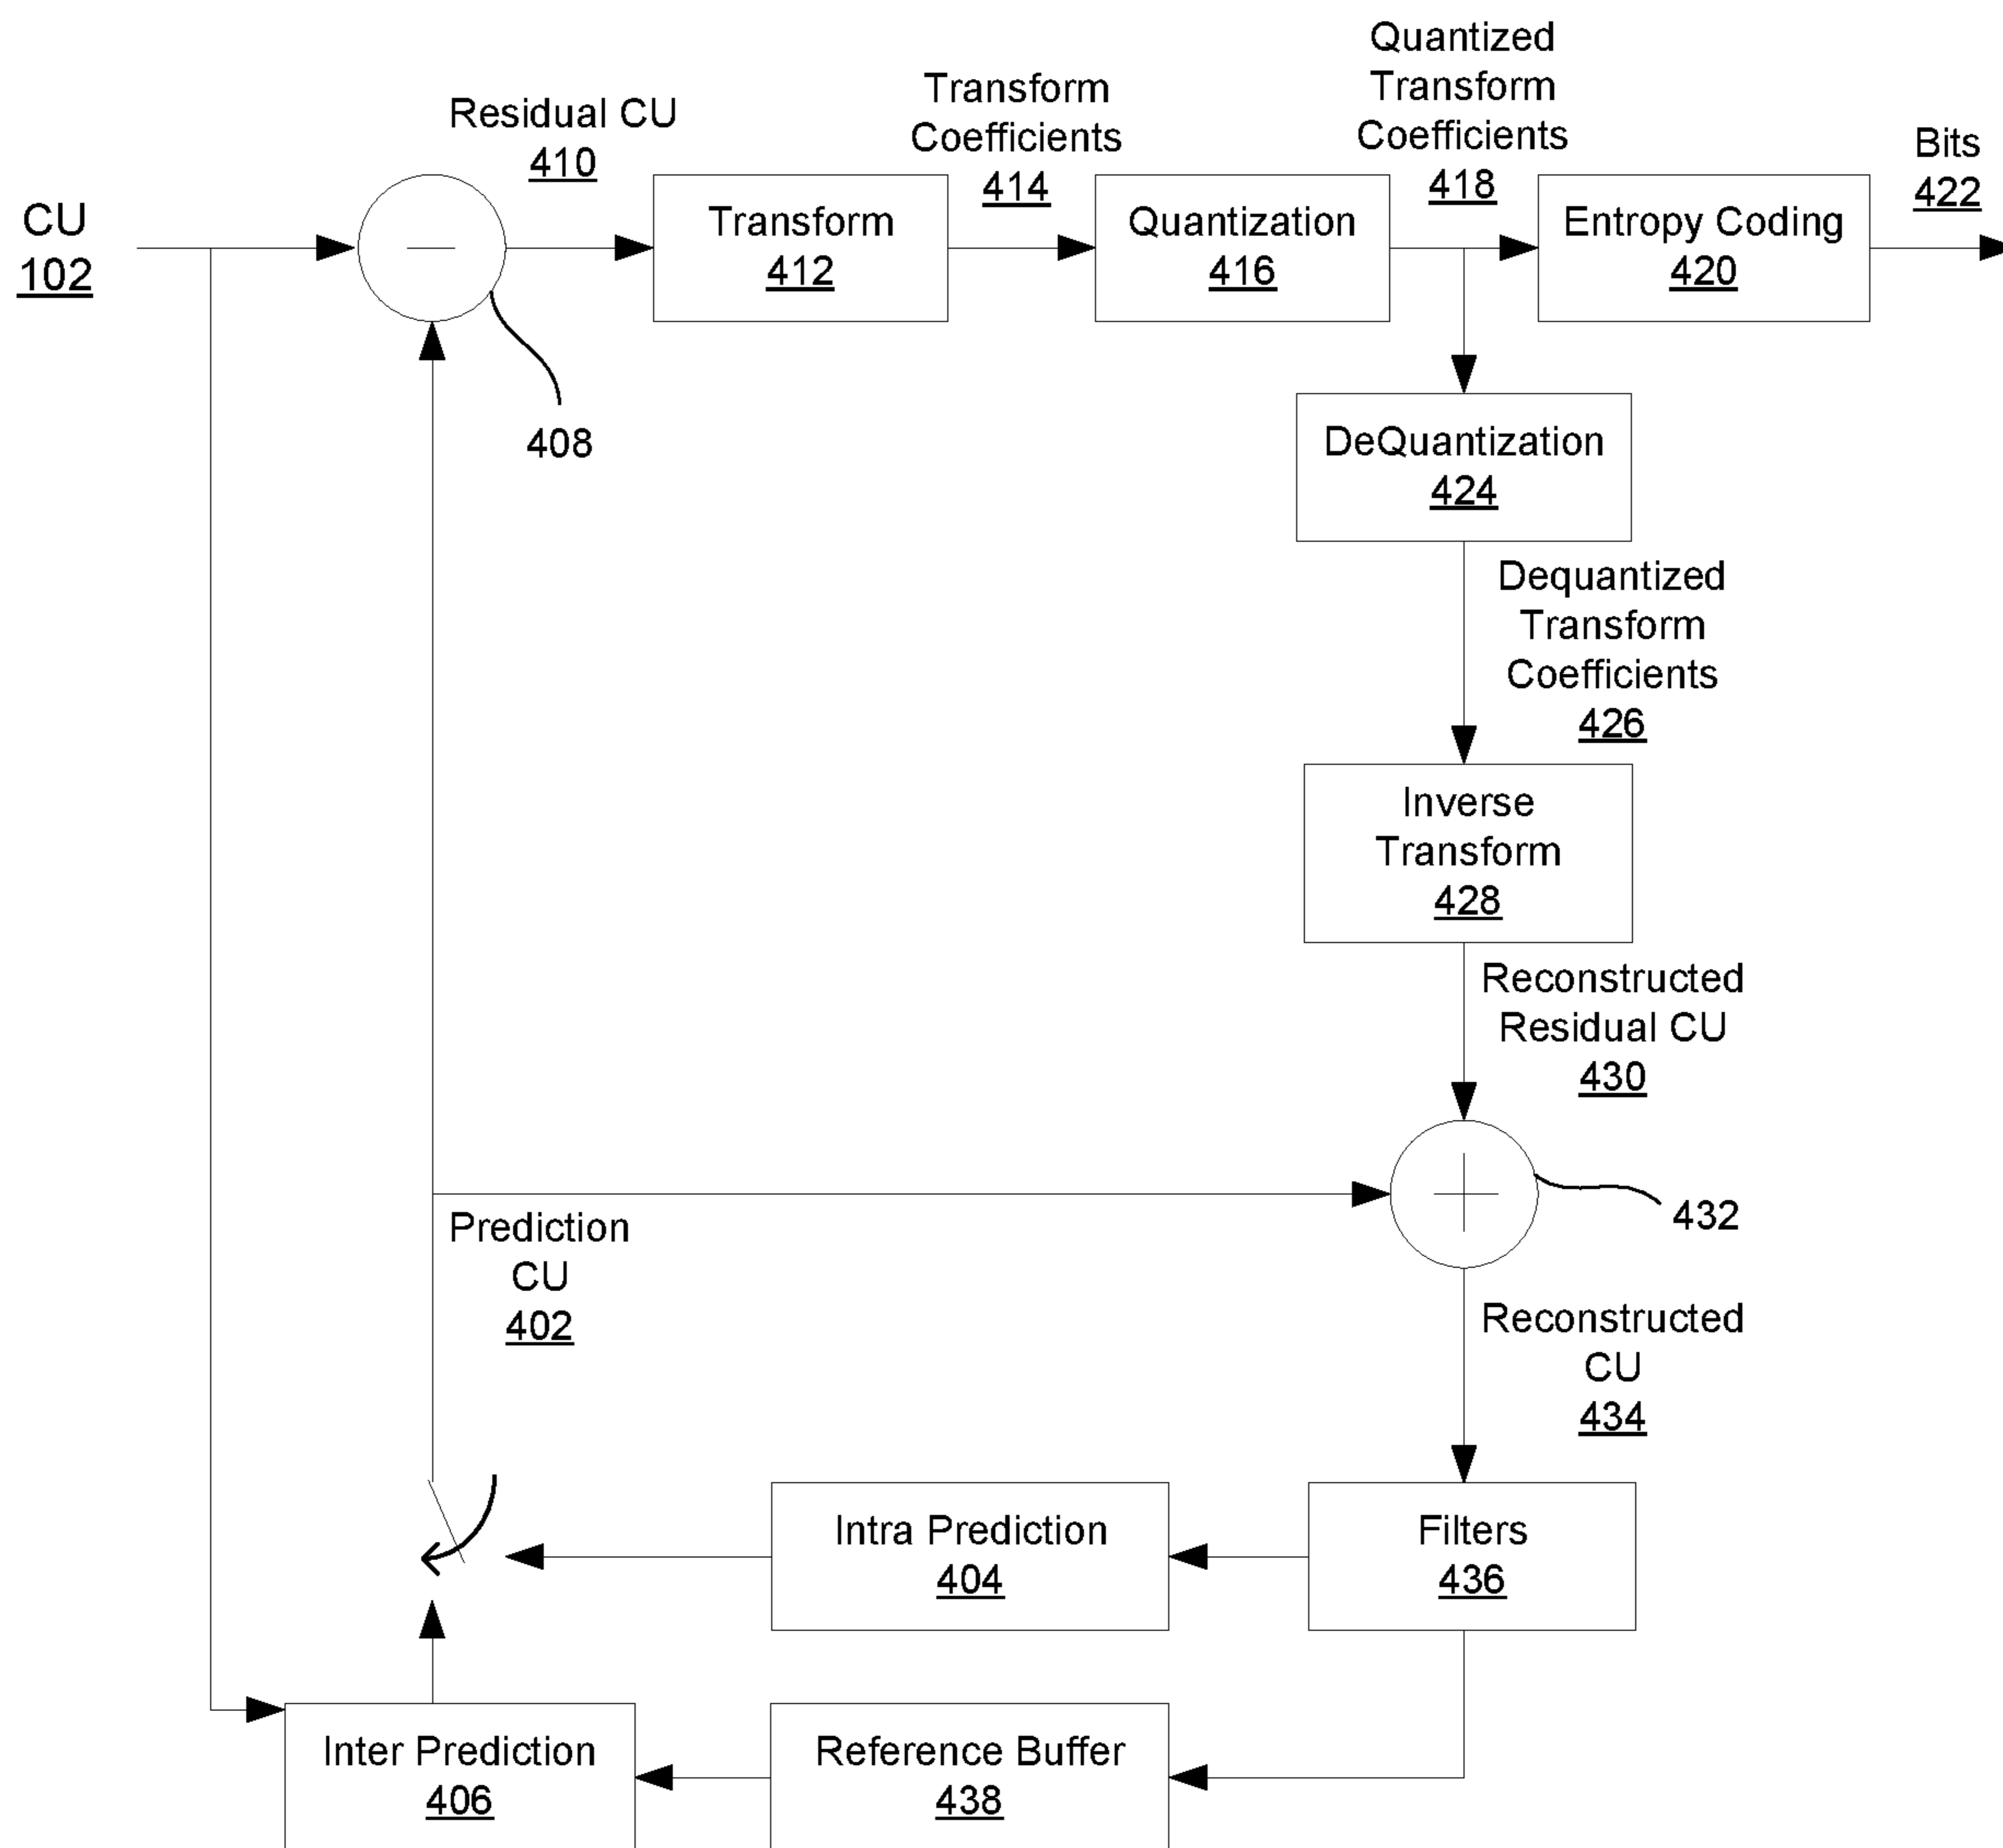 CU
102
Residual CU
410
408
Transform
412
Transform
Coefficients
414
Quantization
416
Quantized
Transform
Coefficients
418
Entropy Coding
420
Bits
422
DeQuantization
424
Dequantized
Transform
Coefficients
426
Inverse
Transform
428
Reconstructed
Residual CU
430
432
Prediction
CU
402
Reconstructed
CU
434
Intra Prediction
404
Filters
436
Inter Prediction
406
Reference Buffer
438